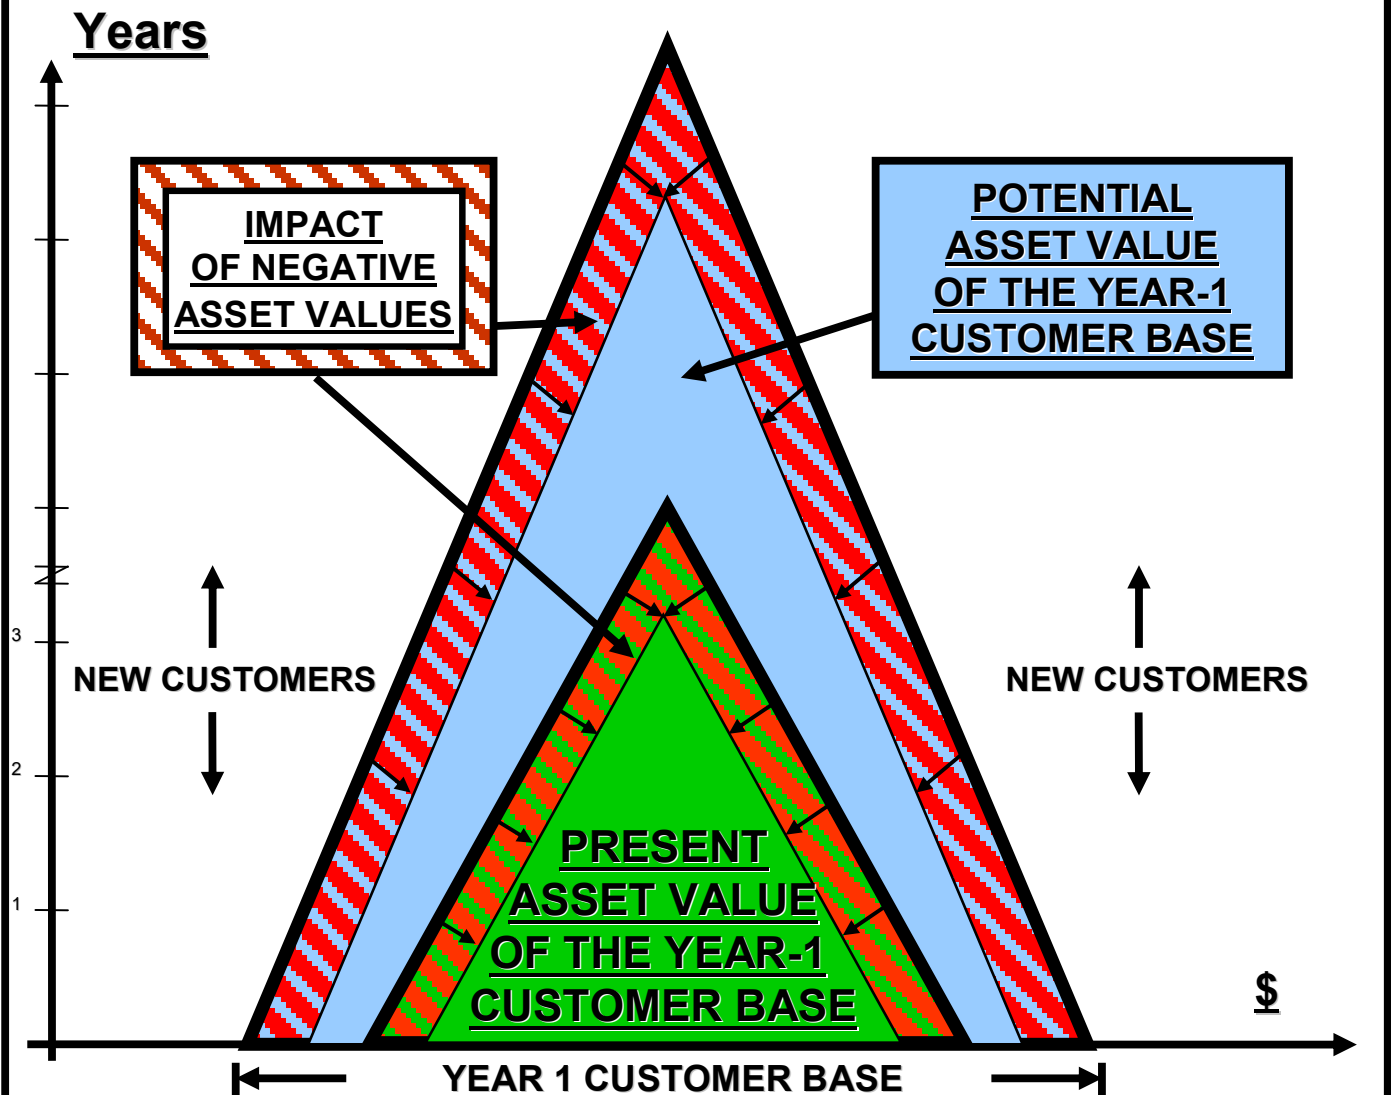 Years
IMPACT
OF NEGATIVE
ASSET VALUES
POTENTIAL
ASSET VALUE
OF THE YEAR-1
CUSTOMER BASE
3
NEW CUSTOMERS
NEW CUSTOMERS
2
1
PRESENT
ASSET VALUE
OF THE YEAR-1
CUSTOMER BASE
$
YEAR 1 CUSTOMER BASE